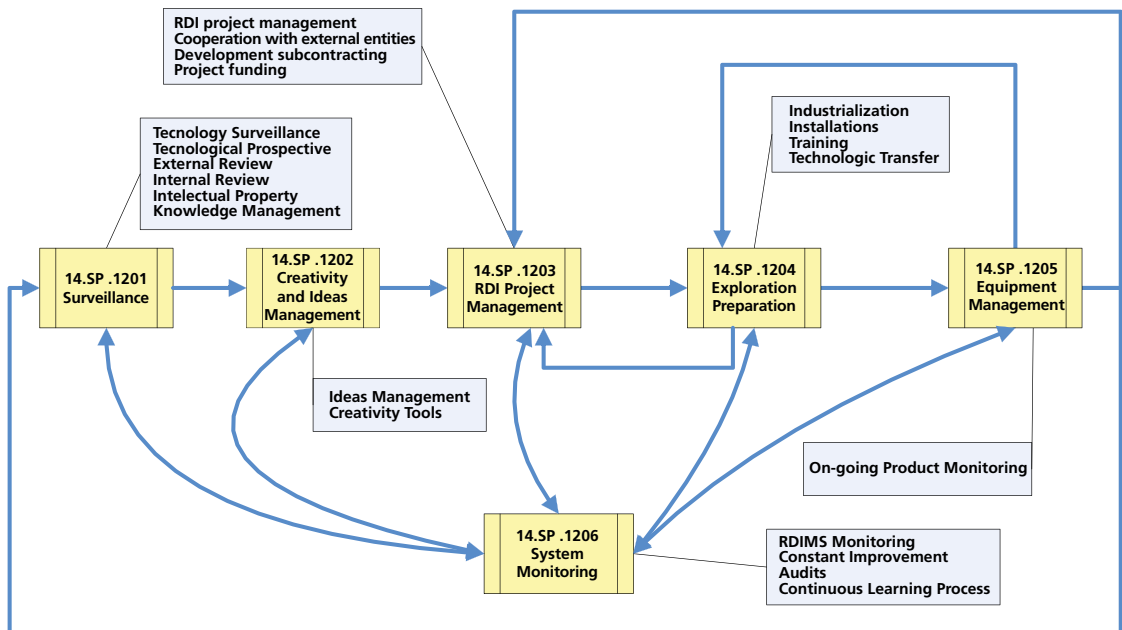 RDI project management
Cooperation with external entities
Development subcontracting
Project funding
Tecnology Surveillance
Tecnological Prospective
External Review
Internal Review
Intelectual Property
Knowledge Management
Industrialization
Installations
Training
Technologic Transfer
14.SP .1201
Surveillance
14.SP .1202
Creativity
and Ideas
Management
14.SP .1203
RDI Project
Management
14.SP .1204
Exploration
Preparation
14.SP .1205
Equipment
Management
Ideas Management
Creativity Tools
On-going Product Monitoring
14.SP .1206
System
Monitoring
RDIMS Monitoring
Constant Improvement
Audits
Continuous Learning Process